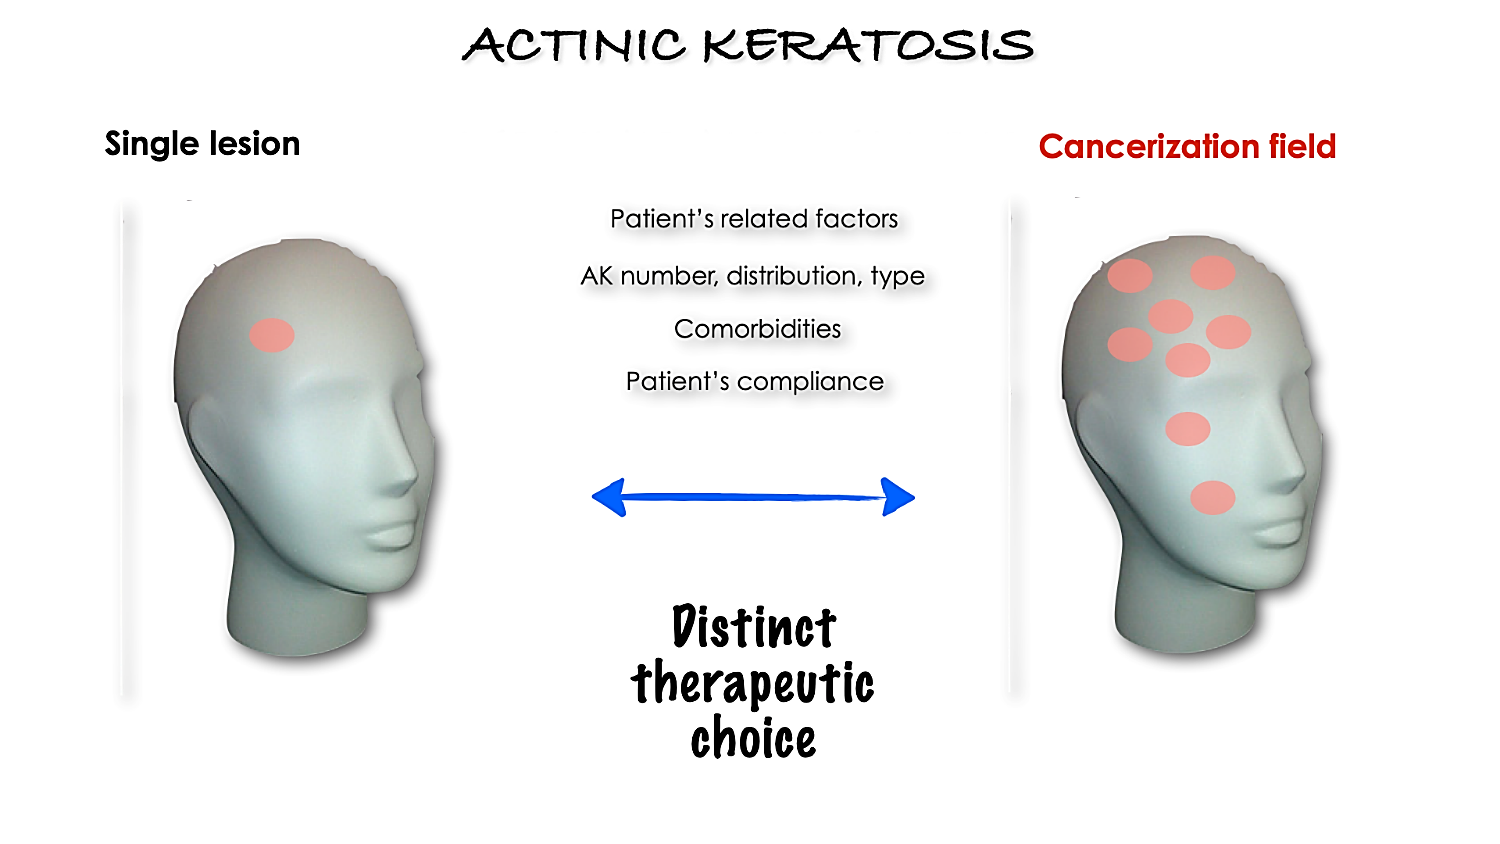 ACTINIC KERATOSIS
Single lesion
Cancerization field
Patient's related factors
AK number, distribution, type
Comorbidities
Patient's compliance
Distinct
therapeutic
choice